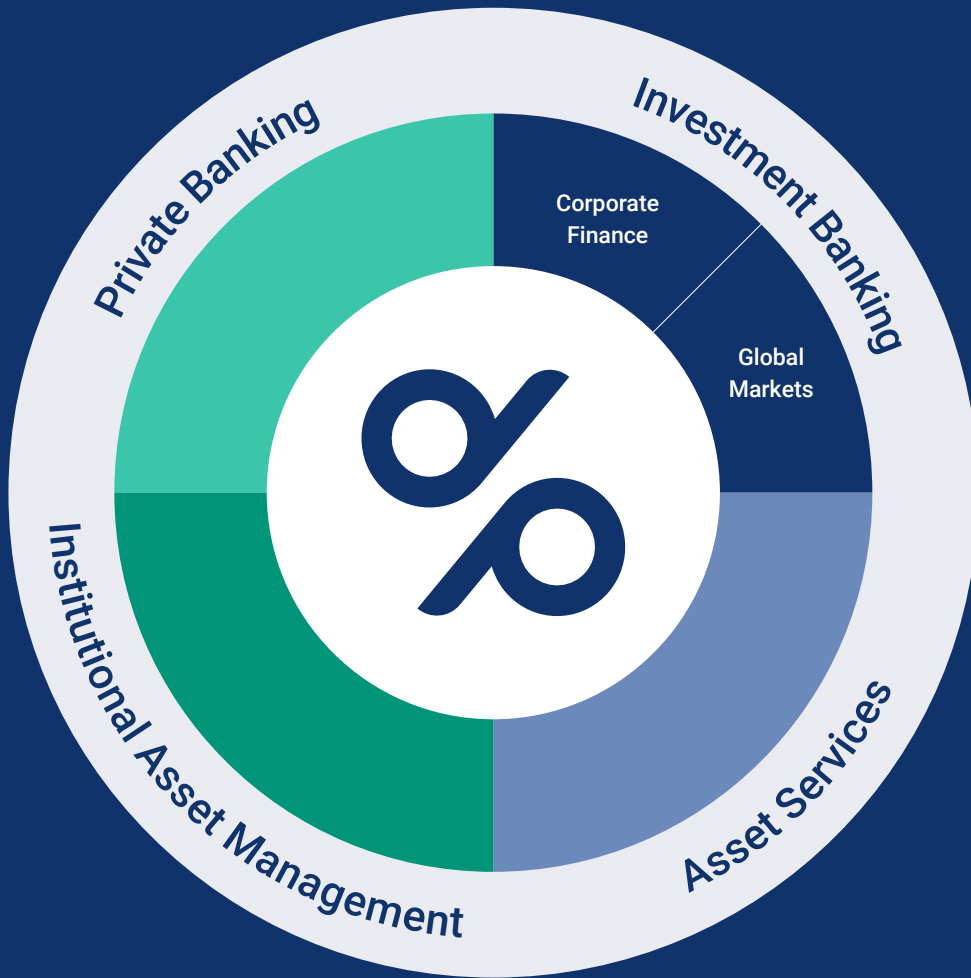 Private Banking
Investment Banking
Corporate
Finance
Global
Markets
Institutional Asset Management
Asset Services